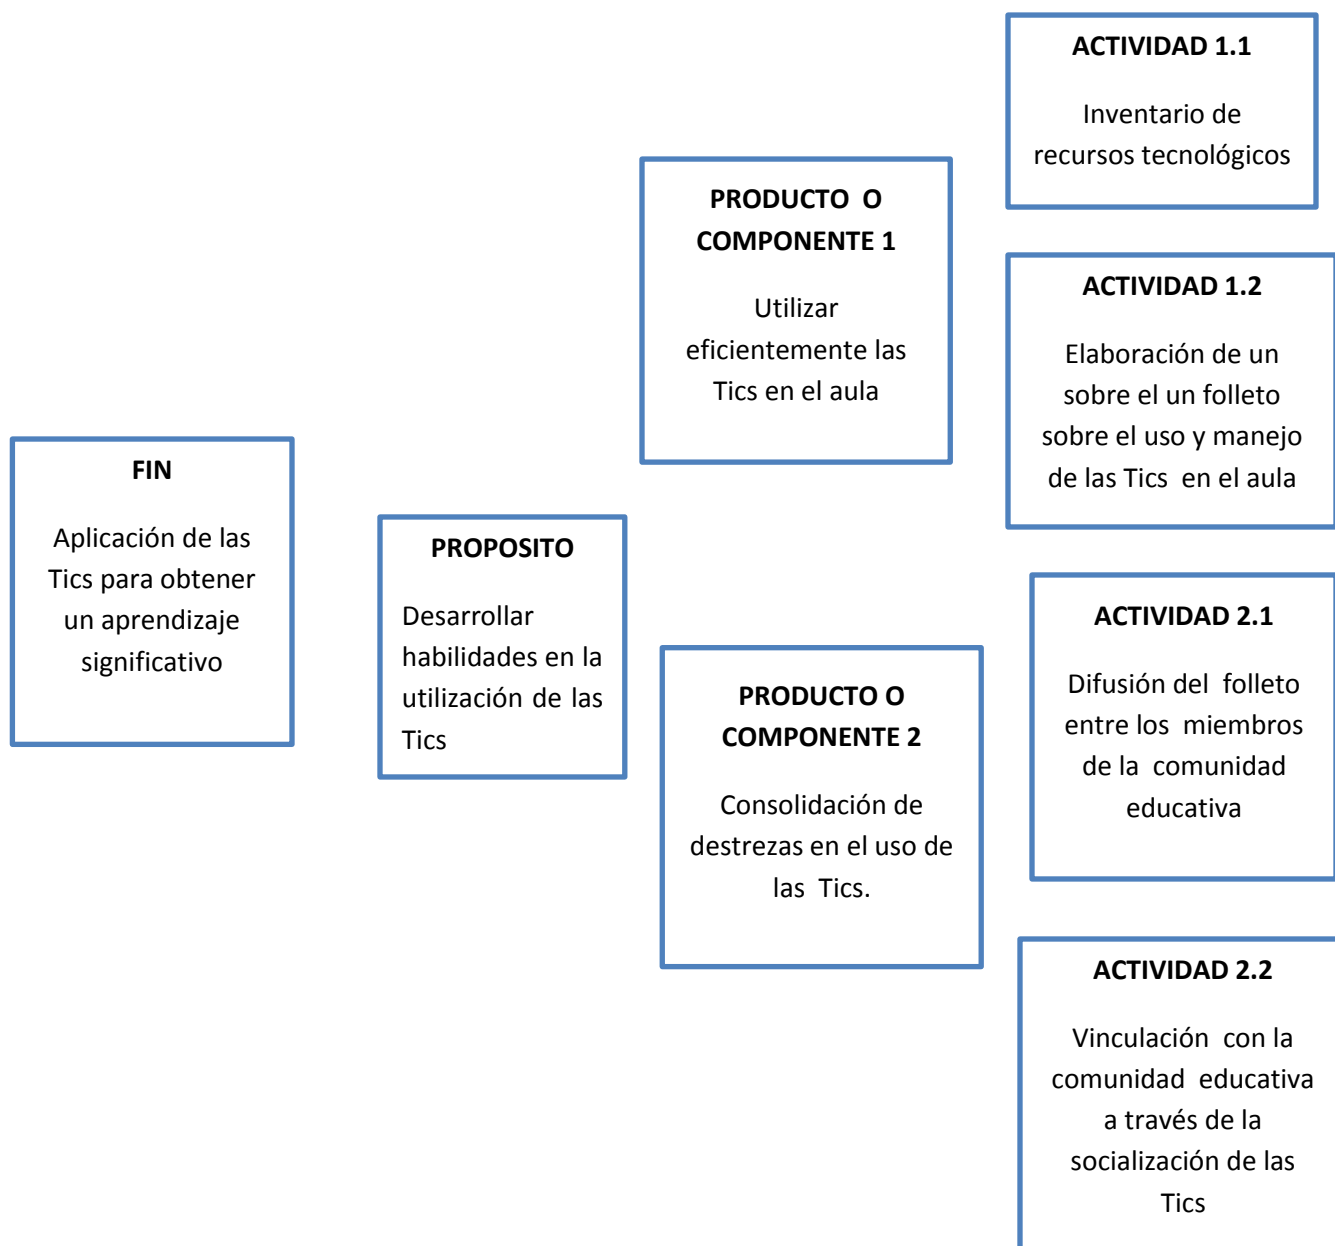 FIN
Aplicación de las
Tics para obtener
un aprendizaje
significativo
PROPOSITO
Desarrollar
habilidades en la
utilización de las
Tics
PRODUCTO O
COMPONENTE 1
Utilizar
eficientemente las
Tics en el aula
PRODUCTO O
COMPONENTE 2
Consolidación de
destrezas en el uso de
las Tics.
ACTIVIDAD 1.1
Inventario de
recursos tecnológicos
ACTIVIDAD 1.2
Elaboración de un
sobre el un folleto
sobre el uso y manejo
de las Tics en el aula
ACTIVIDAD 2.1
Difusión del folleto
entre los miembros
de la comunidad
educativa
ACTIVIDAD 2.2
Vinculación con la
comunidad educativa
a través de la
socialización de las
Tics